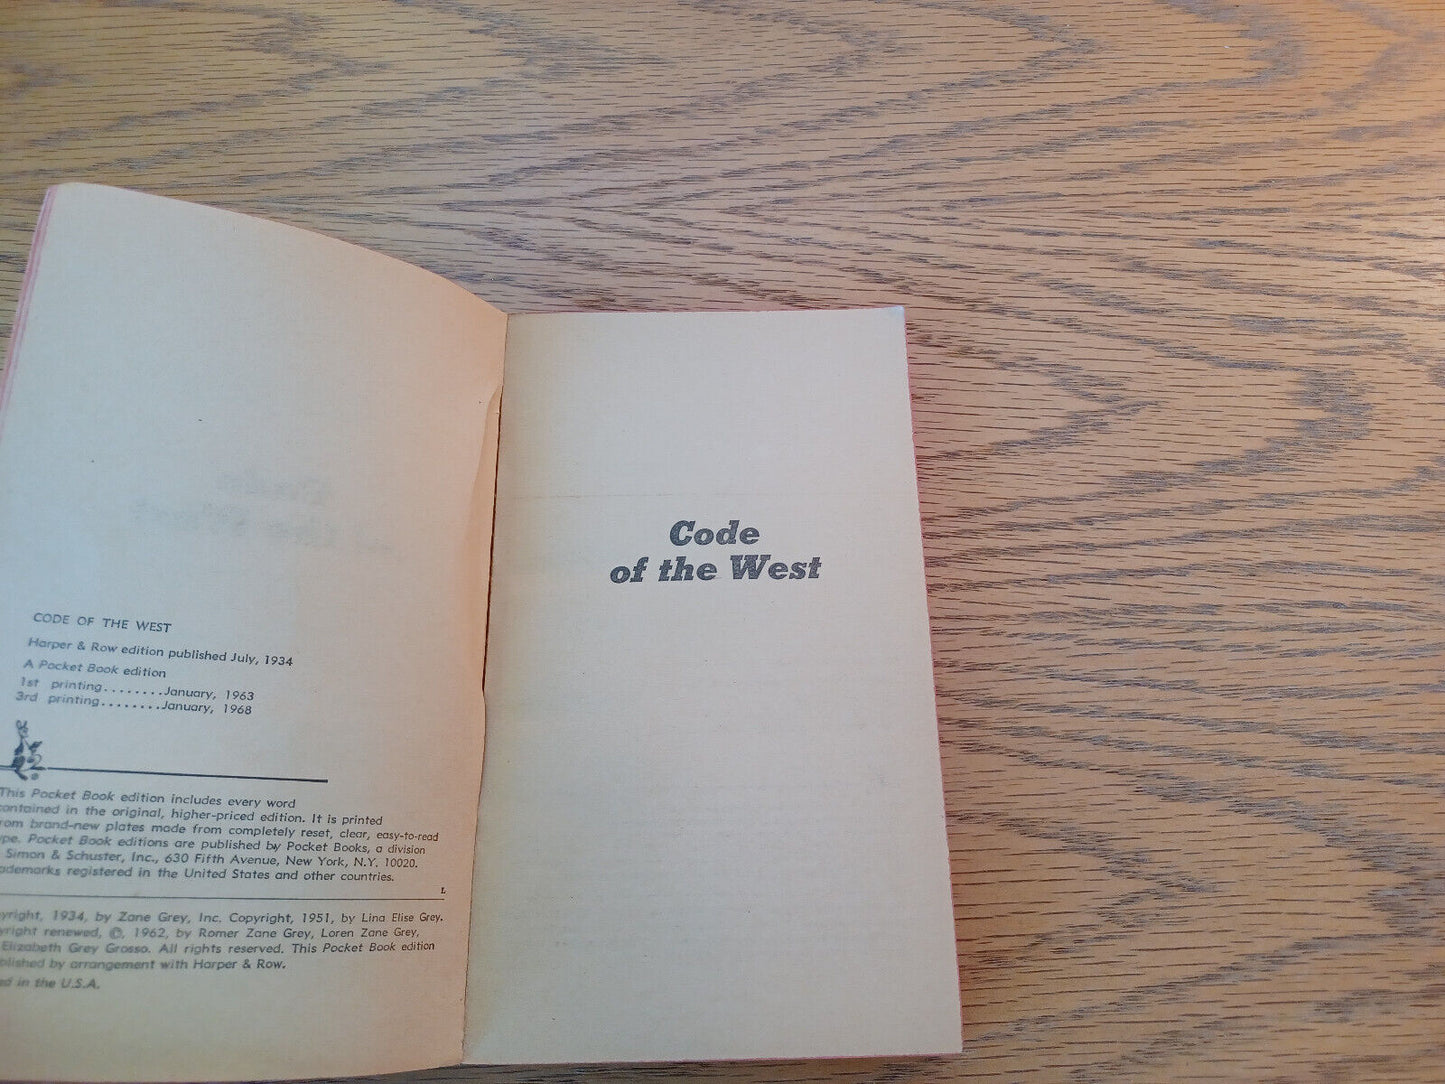 CODE OF THE WEST
Harper & Row edition published July, 1934
A Pocket Book edition
1st printing........January, 1963
3rd printing........January, 1968
This Pocket Book edition includes every word
ontained in the original, higher-priced edition. It is printed
rom brand-new plates made from completely reset, clear, easy-to-read
ype. Pocket Book editions are published by Pocket Books, a division
Simon & Schuster, Inc., 630 Fifth Avenue, New York, N.Y. 10020.
ademarks registered in the United States and other countries.
L
yright, 1934, by Zane Grey, Inc. Copyright, 1951, by Lina Elise Grey.
yright renewed, ©, 1962, by Romer Zane Grey, Loren Zane Grey,
Elizabeth Grey Grosso. All rights reserved. This Pocket Book edition
blished by arrangement with Harper & Row.
ed in the U.S.A.
Code
of the West